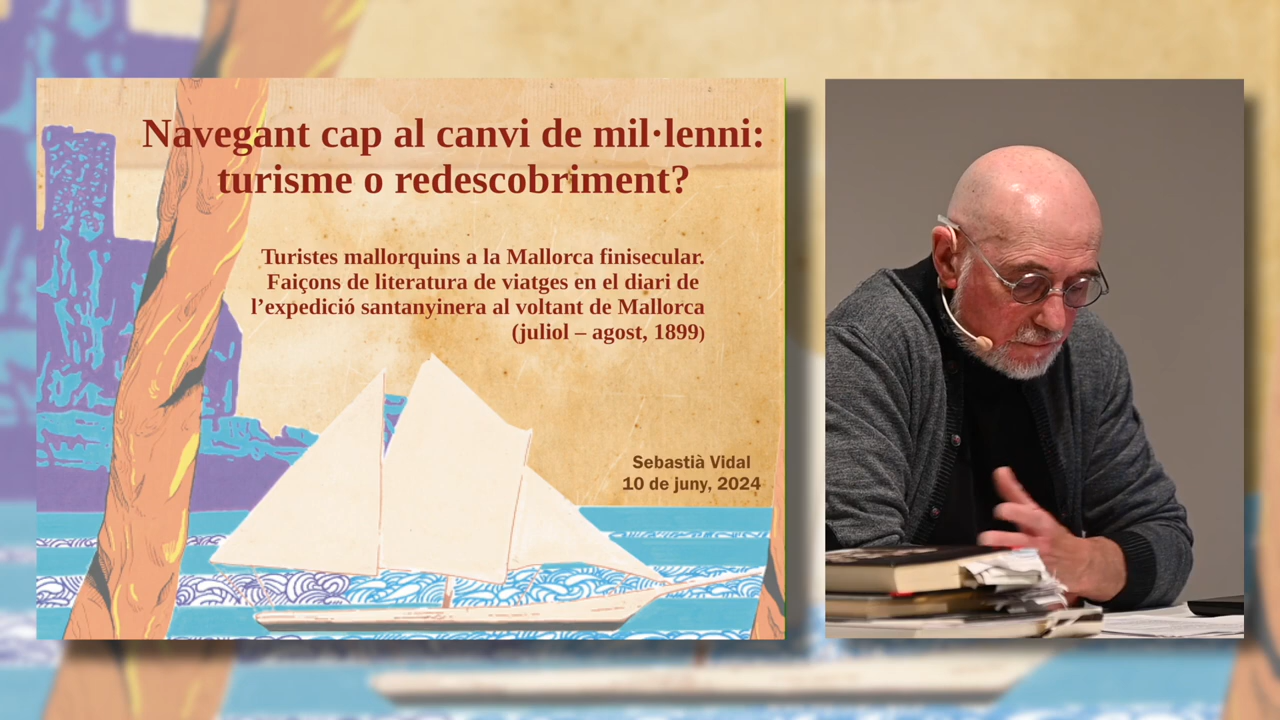 Navegant cap al canvi de mil·lenni:
turisme o redescobriment?
Turistes mallorquins a la Mallorca finisecular.
Faiçons de literatura de viatges en el diari de
l’expedició santanyinera al voltant de Mallorca
(juliol – agost, 1899)
Sebastià Vidal
10 de juny, 2024